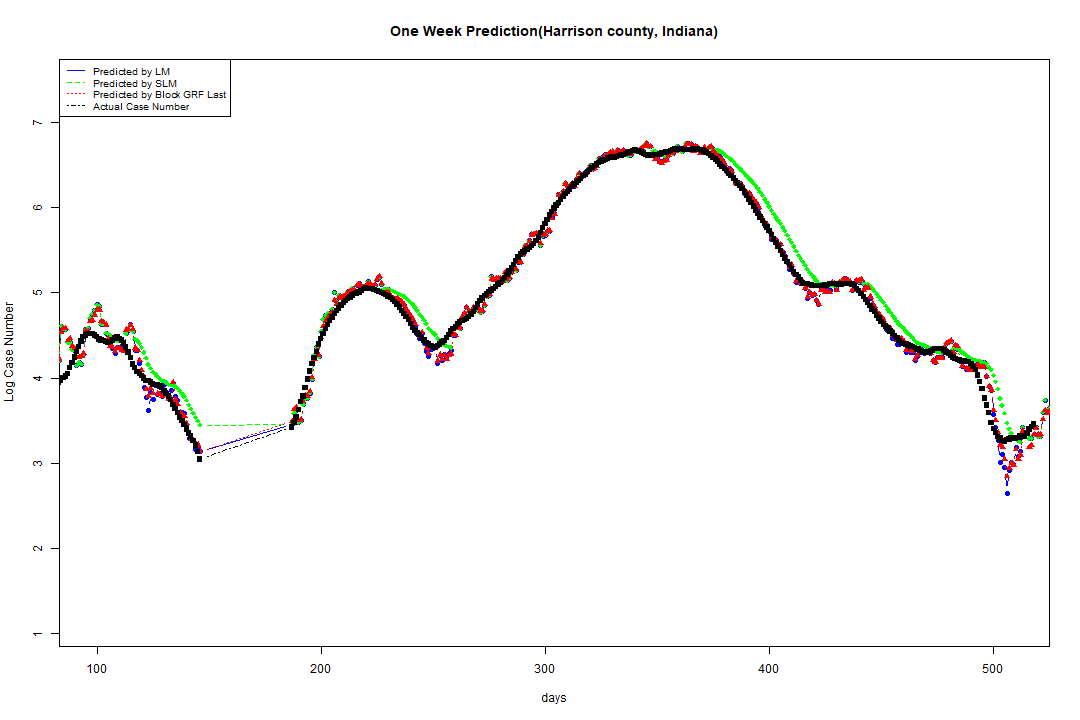 One Week Prediction(Harrison county, Indiana)
Predicted by LM
Predicted by SLM
Predicted by Block GRF Last
Actual Case Number
Log Case Number
7
6
5
4
3
2
1
100 200 300 400 500
days